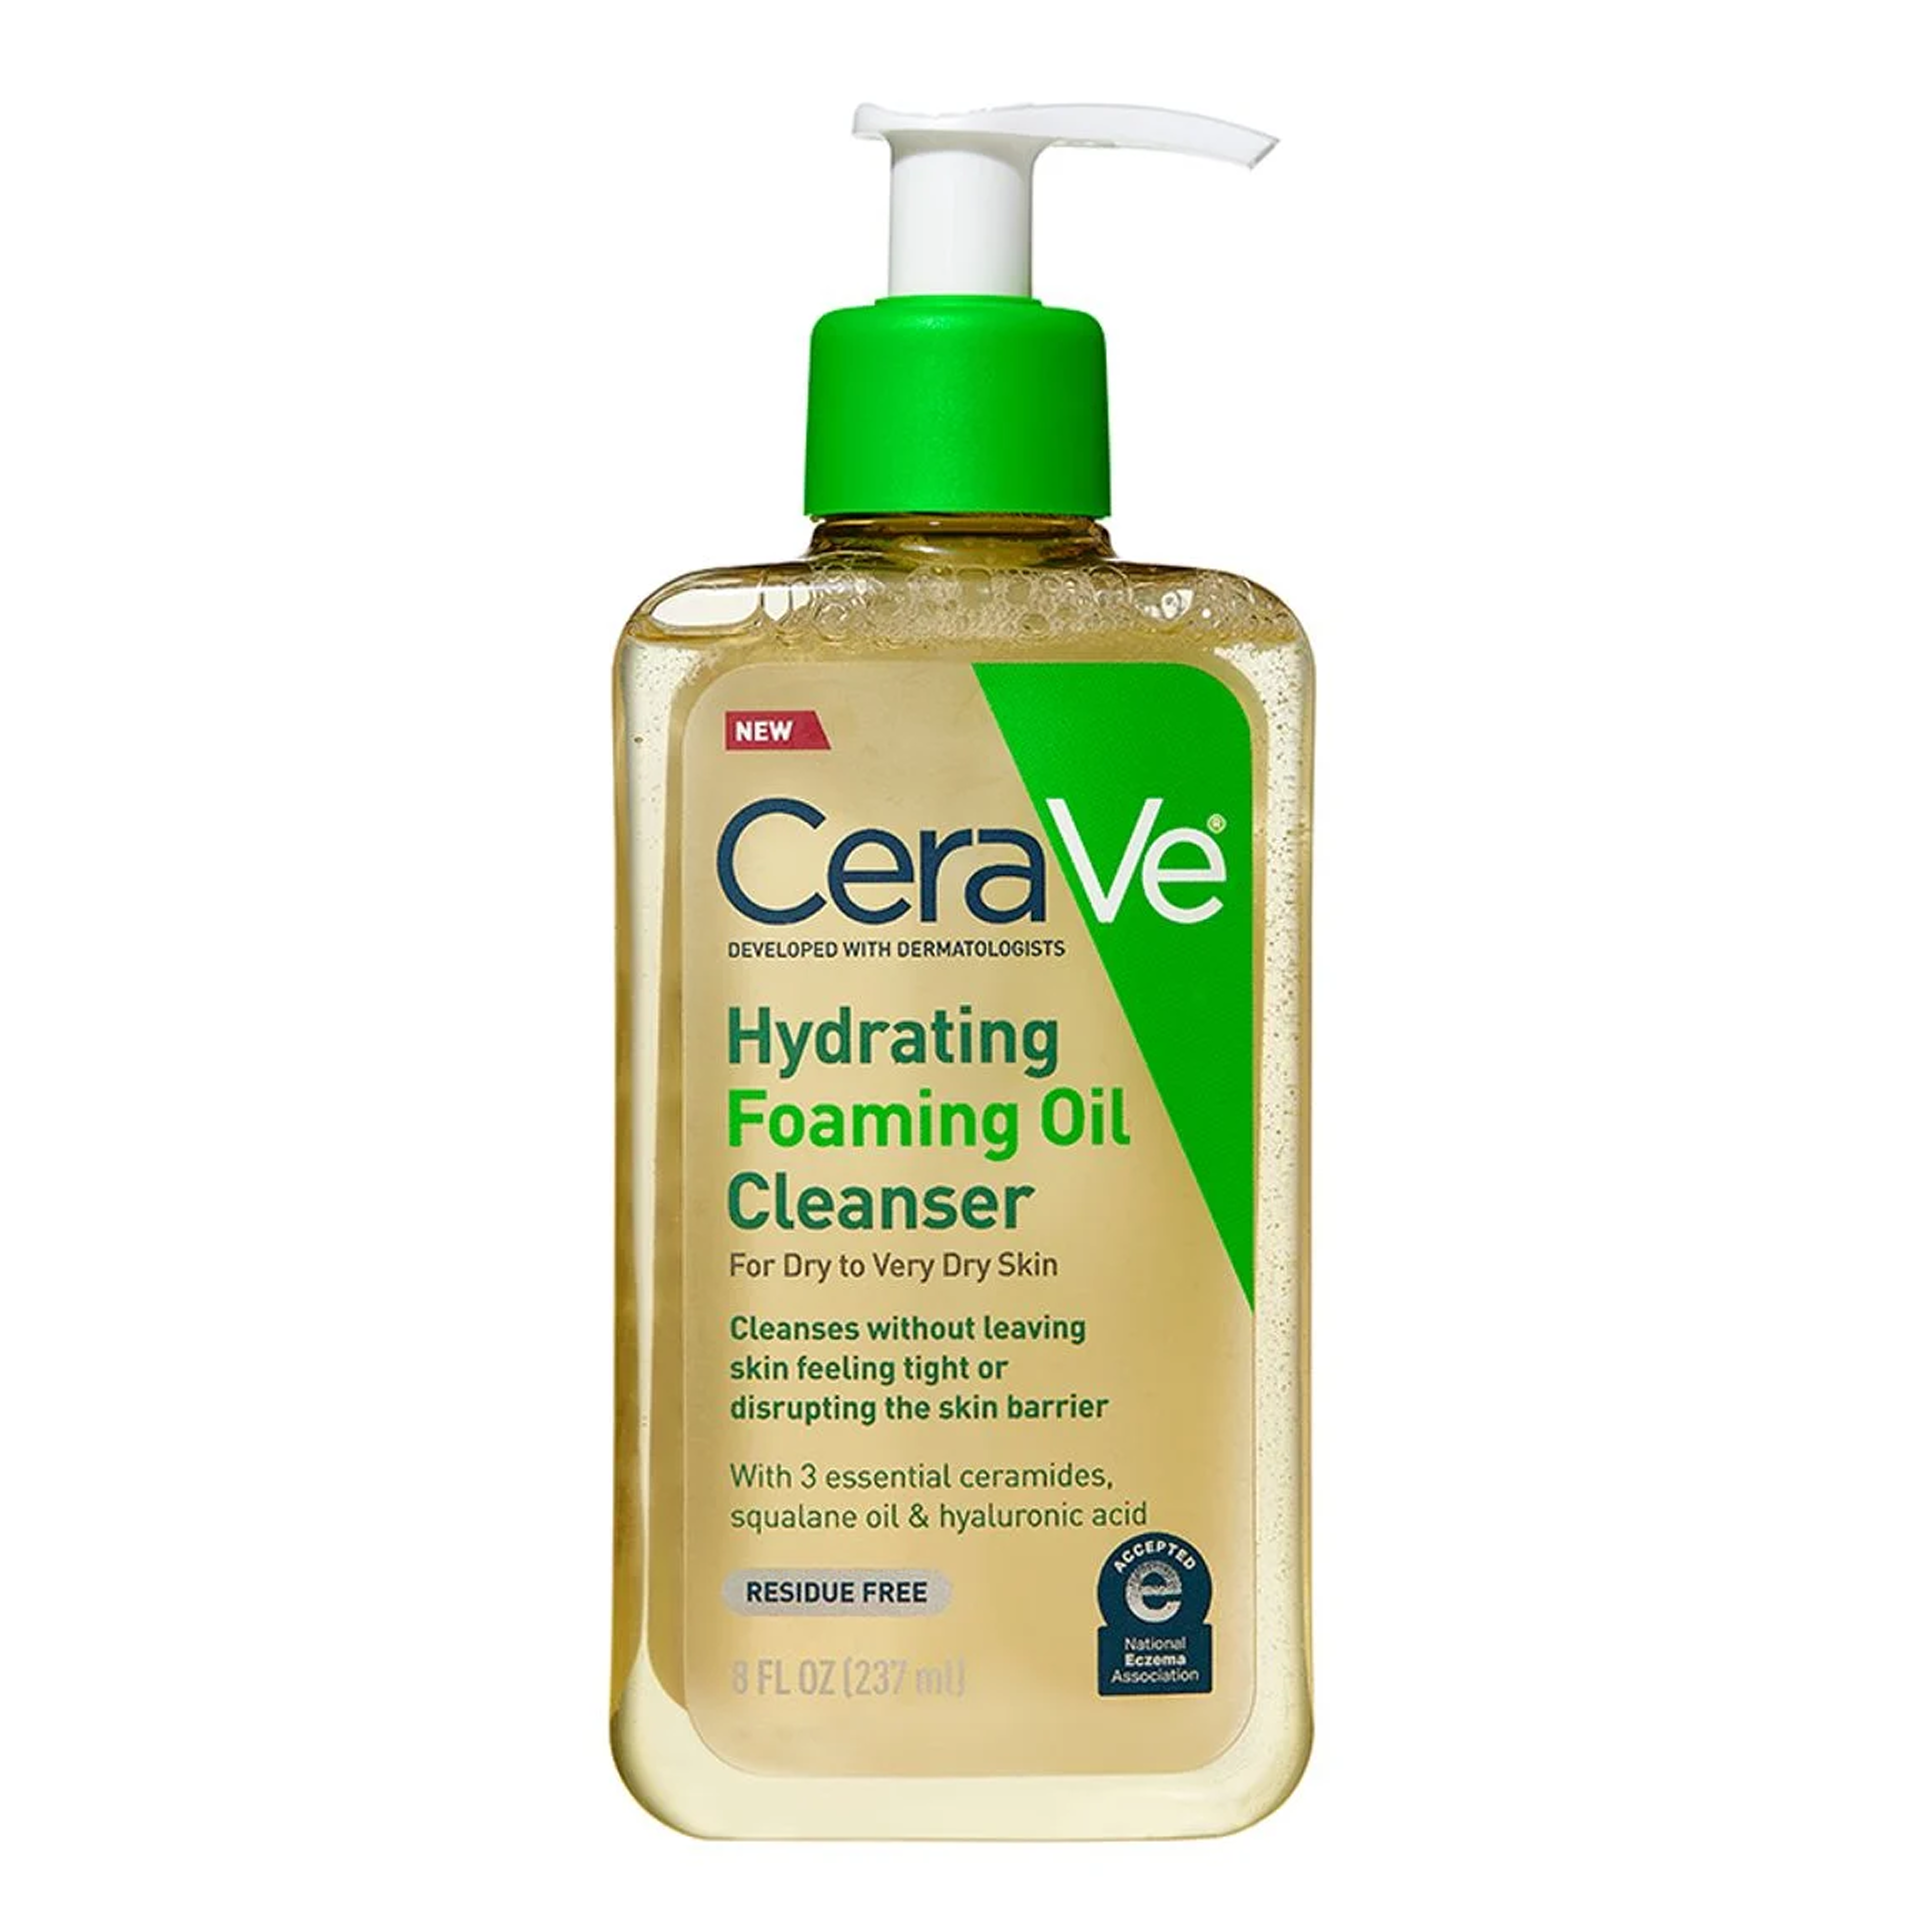 NEW
CeraVe®
DEVELOPED WITH DERMATOLOGISTS
Hydrating
Foaming Oil
Cleanser
For Dry to Very Dry Skin
Cleanses without leaving
skin feeling tight or
disrupting the skin barrier
With 3 essential ceramides,
squalane oil & hyaluronic acid
RESIDUE FREE
8 FL OZ (237 ml)
ACCEPTED
e
National
Eczema
Association